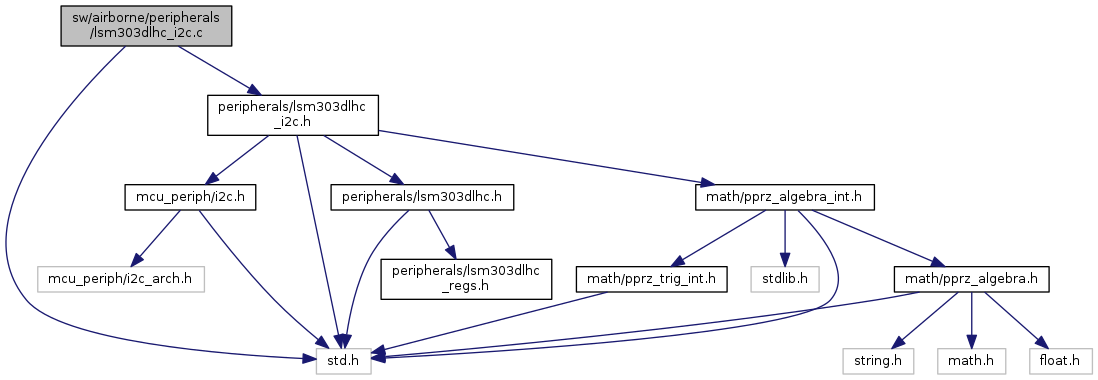 sw/airborne/peripherals
/lsm303dlhc_i2c.c
peripherals/lsm303dlhc
_i2c.h
mcu_periph/i2c.h
peripherals/lsm303dlhc.h
math/pprz_algebra_int.h
mcu_periph/i2c_arch.h
peripherals/lsm303dlhc
_regs.h
math/pprz_trig_int.h
stdlib.h
math/pprz_algebra.h
std.h
string.h
math.h
float.h